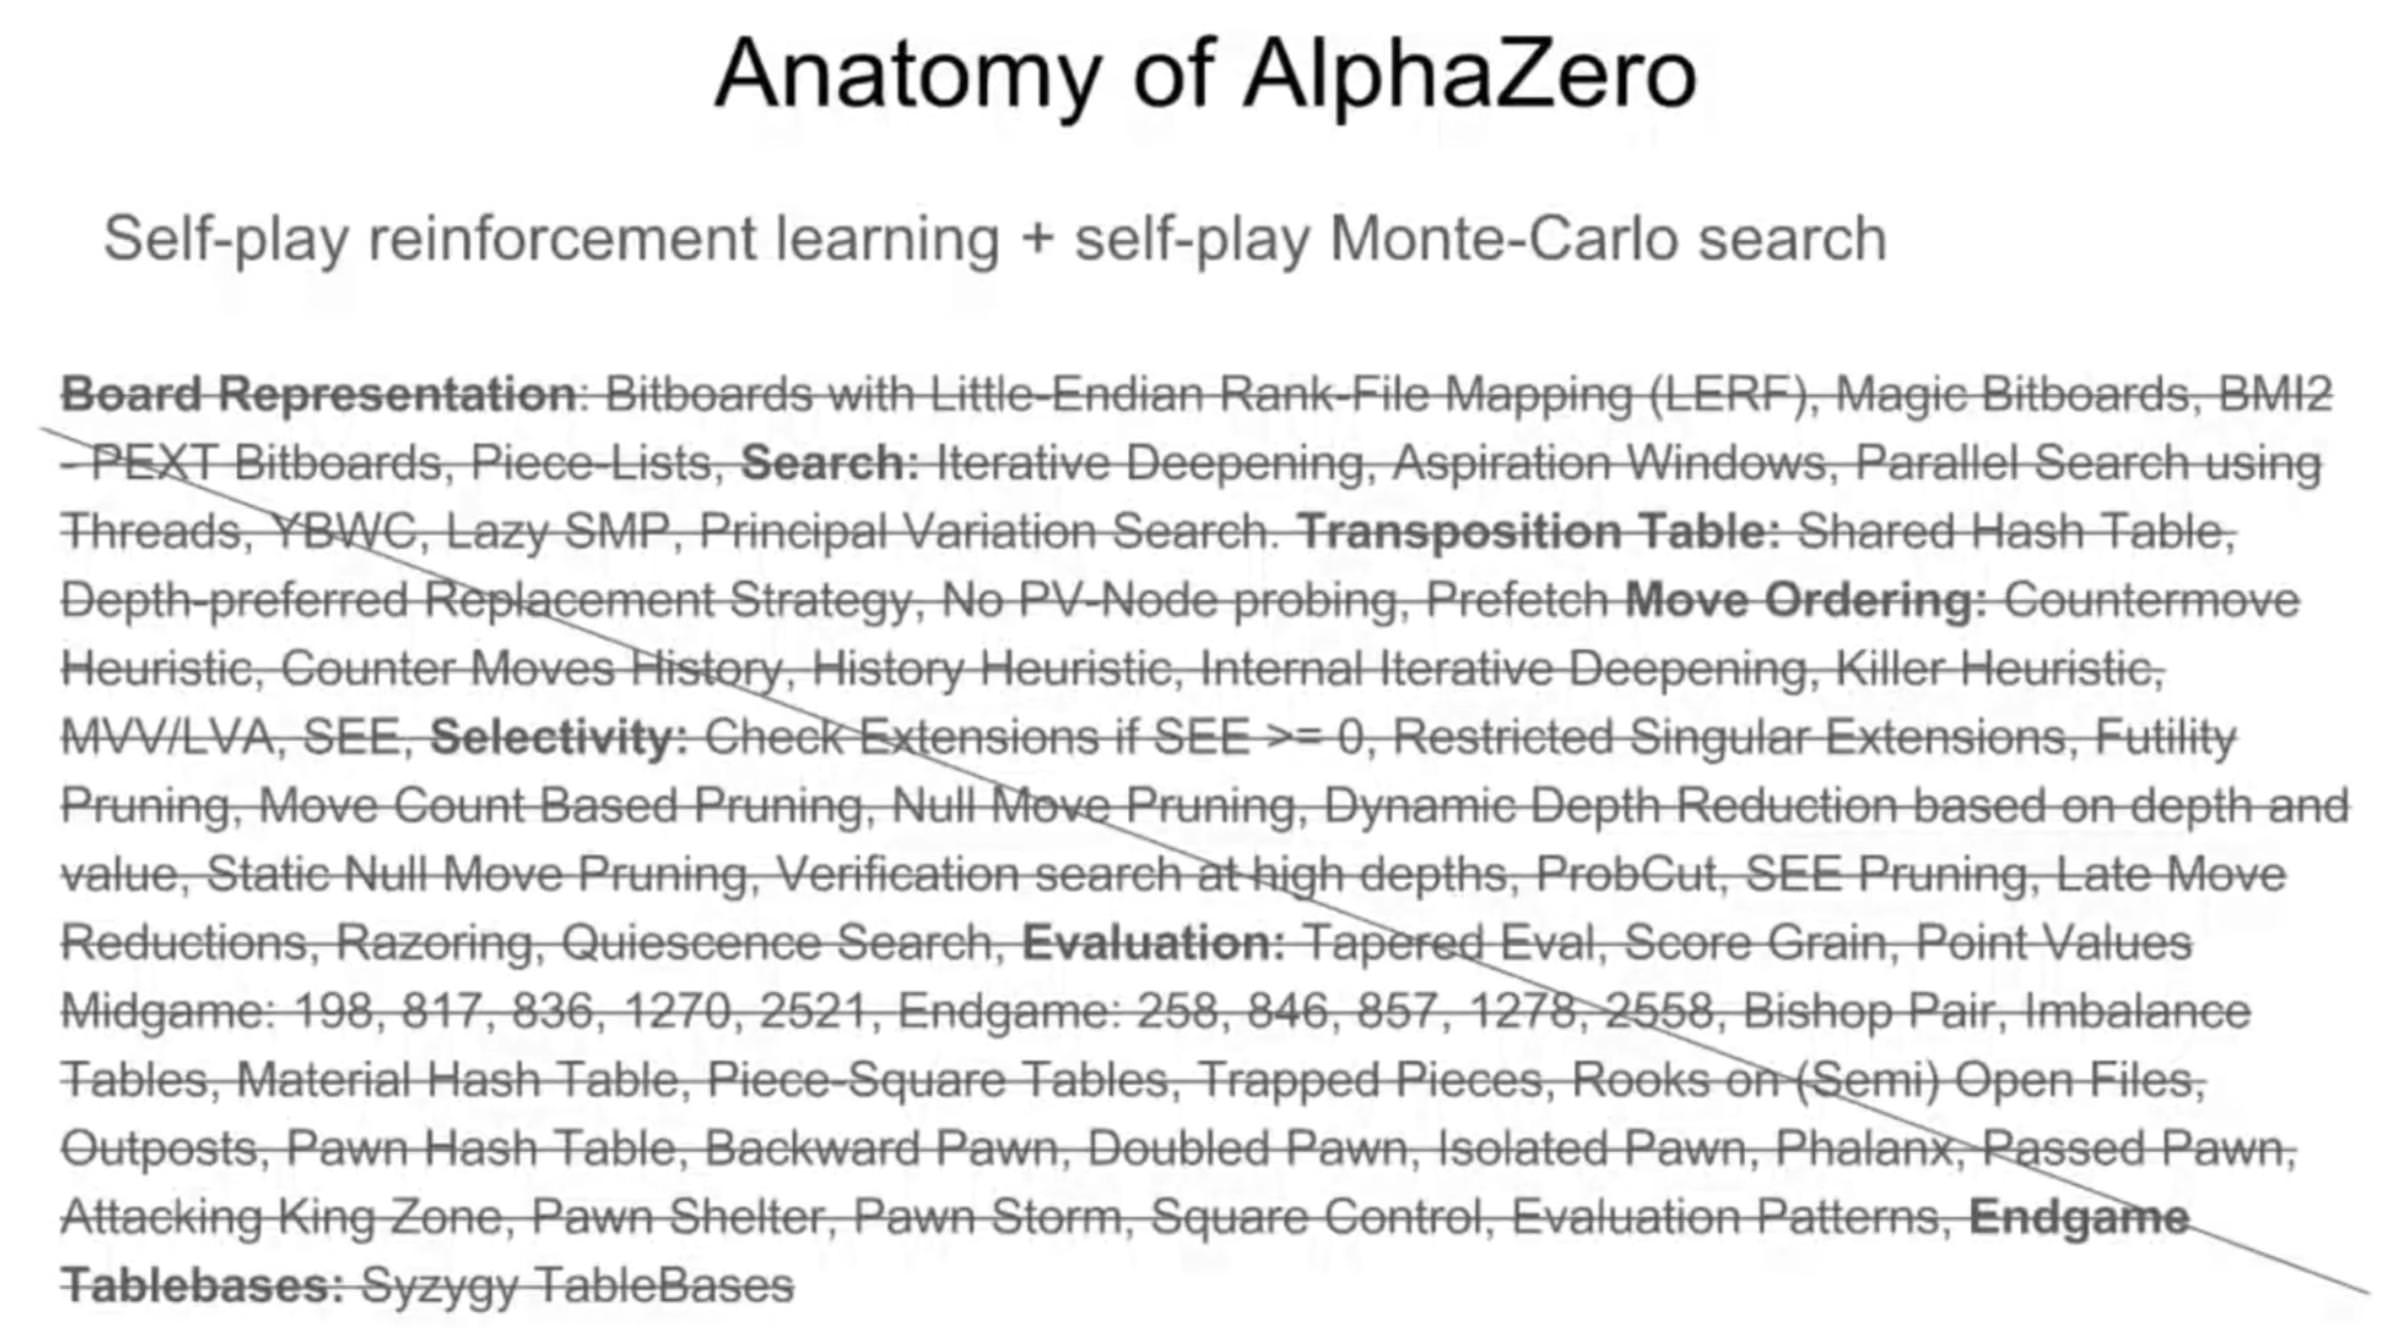 Anatomy of AlphaZero
Self-play reinforcement learning + self-play Monte-Carlo search
Board Representation: Bitboards with Little-Endian Rank-File Mapping (LERF), Magic Bitboards, BMI2
- PEXT Bitboards, Piece-Lists, Search: Iterative Deepening, Aspiration Windows, Parallel Search using
Threads, YBWC, Lazy SMP, Principal Variation Search. Transposition Table: Shared Hash Table,
Depth-preferred Replacement Strategy, No PV-Node probing, Prefetch Move Ordering: Countermove
Heuristic, Counter Moves History, History Heuristic, Internal Iterative Deepening, Killer Heuristic,
MVV/LVA, SEE, Selectivity: Check Extensions if SEE >= 0, Restricted Singular Extensions, Futility
Pruning, Move Count Based Pruning, Null Move Pruning, Dynamic Depth Reduction based on depth and
value, Static Null Move Pruning, Verification search at high depths, ProbCut, SEE Pruning, Late Move
Reductions, Razoring, Quiescence Search, Evaluation: Tapered Eval, Score Grain, Point Values
Midgame: 198, 817, 836, 1270, 2521, Endgame: 258, 846, 857, 1278, 2558, Bishop Pair, Imbalance
Tables, Material Hash Table, Piece-Square Tables, Trapped Pieces, Rooks on (Semi) Open Files,
Outposts, Pawn Hash Table, Backward Pawn, Doubled Pawn, Isolated Pawn, Phalanx, Passed Pawn,
Attacking King Zone, Pawn Shelter, Pawn Storm, Square Control, Evaluation Patterns, Endgame
Tablebases: Syzygy TableBases